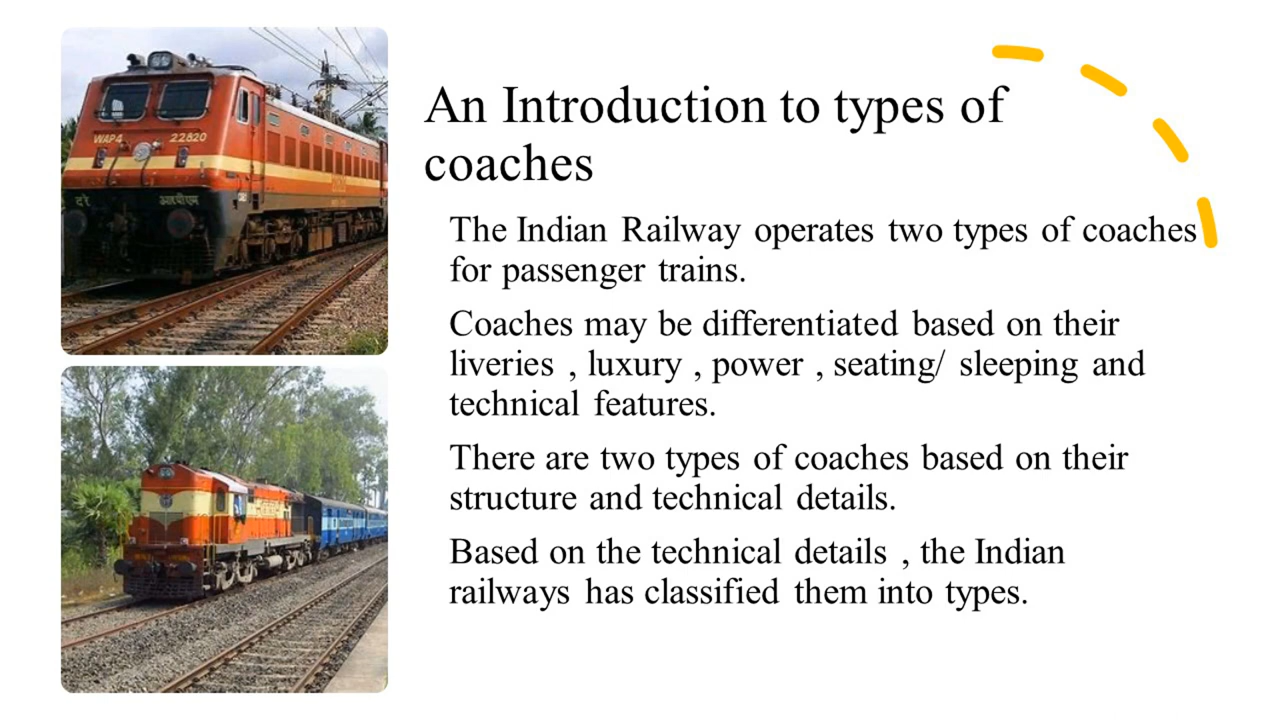 WAP4 22820
द रे आरपीएम
An Introduction to types of
coaches
The Indian Railway operates two types of coaches
for passenger trains.
Coaches may be differentiated based on their
liveries , luxury , power , seating/ sleeping and
technical features.
There are two types of coaches based on their
structure and technical details.
Based on the technical details , the Indian
railways has classified them into types.